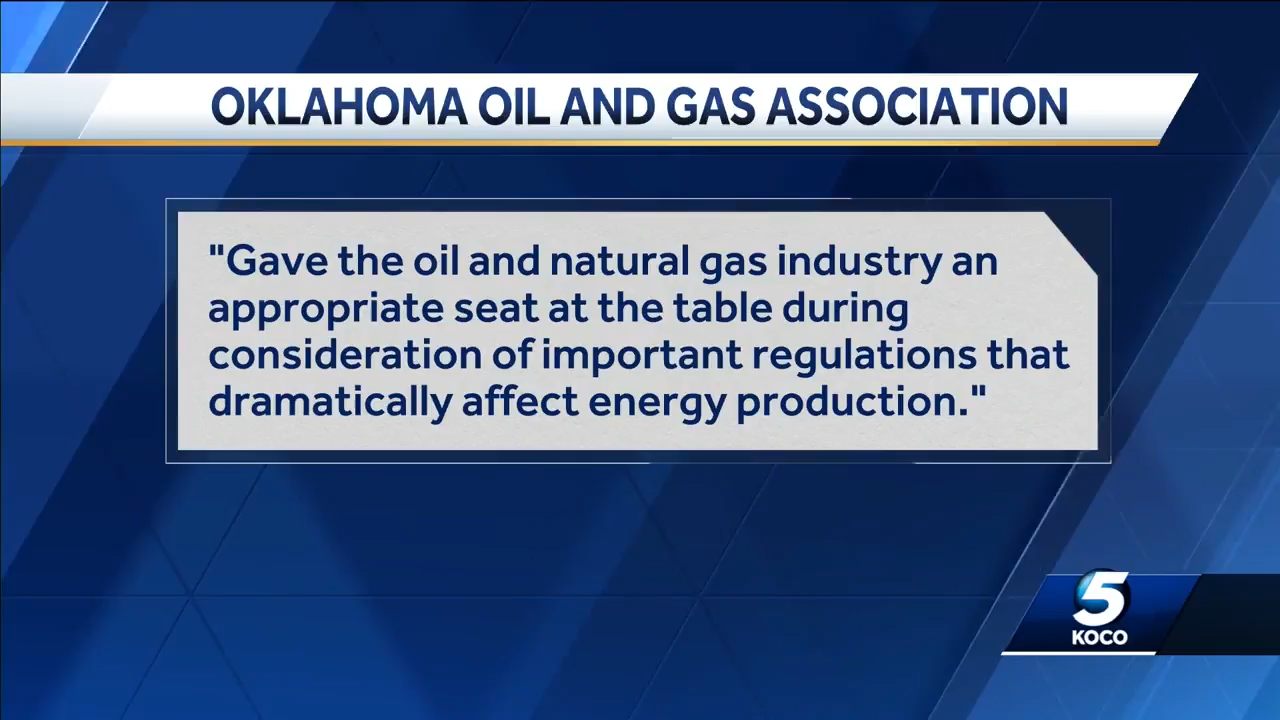 OKLAHOMA OIL AND GAS ASSOCIATION
"Gave the oil and natural gas industry an
appropriate seat at the table during
consideration of important regulations that
dramatically affect energy production."
5
KOCO